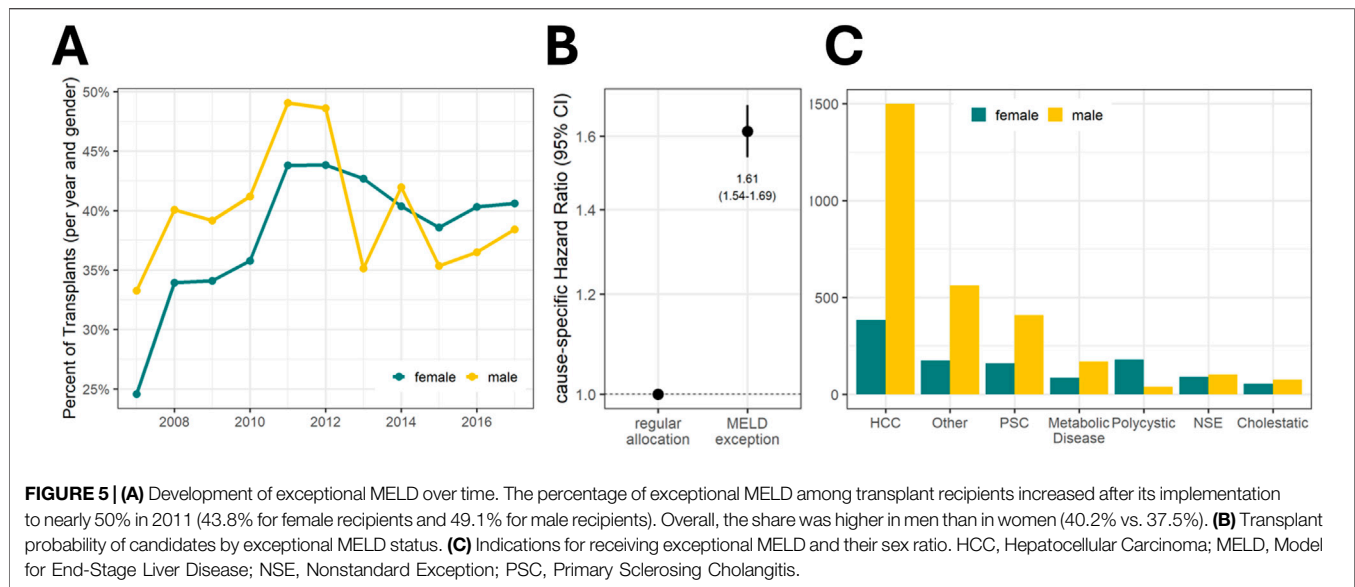 A
B
C
Percent of Transplants (per year and gender)
50%
45%
40%
35%
30%
25%
2008
2010
2012
2014
2016
female
male
cause-specific Hazard Ratio (95% CI)
1.6
1.4
1.2
1.0
1.61
(1.54-1.69)
regular
allocation
MELD
exception
female
male
1500
1000
500
0
HCC
Other
PSC
Metabolic
Disease
Polycystic
NSE
Cholestatic
FIGURE 5 | (A) Development of exceptional MELD over time. The percentage of exceptional MELD among transplant recipients increased after its implementation
to nearly 50% in 2011 (43.8% for female recipients and 49.1% for male recipients). Overall, the share was higher in men than in women (40.2% vs. 37.5%). (B) Transplant
probability of candidates by exceptional MELD status. (C) Indications for receiving exceptional MELD and their sex ratio. HCC, Hepatocellular Carcinoma; MELD, Model
for End-Stage Liver Disease; NSE, Nonstandard Exception; PSC, Primary Sclerosing Cholangitis.